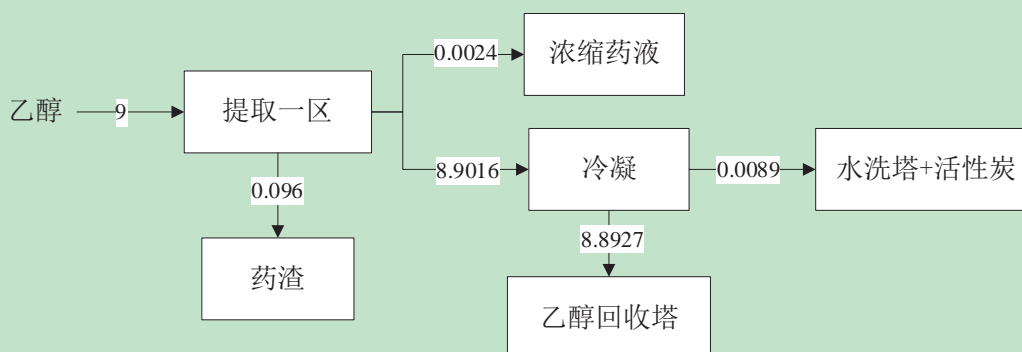 0.0024
浓缩药液
乙醇
9
提取一区
8.9016
冷凝
0.0089
水洗塔+活性炭
0.096
8.8927
药渣
乙醇回收塔